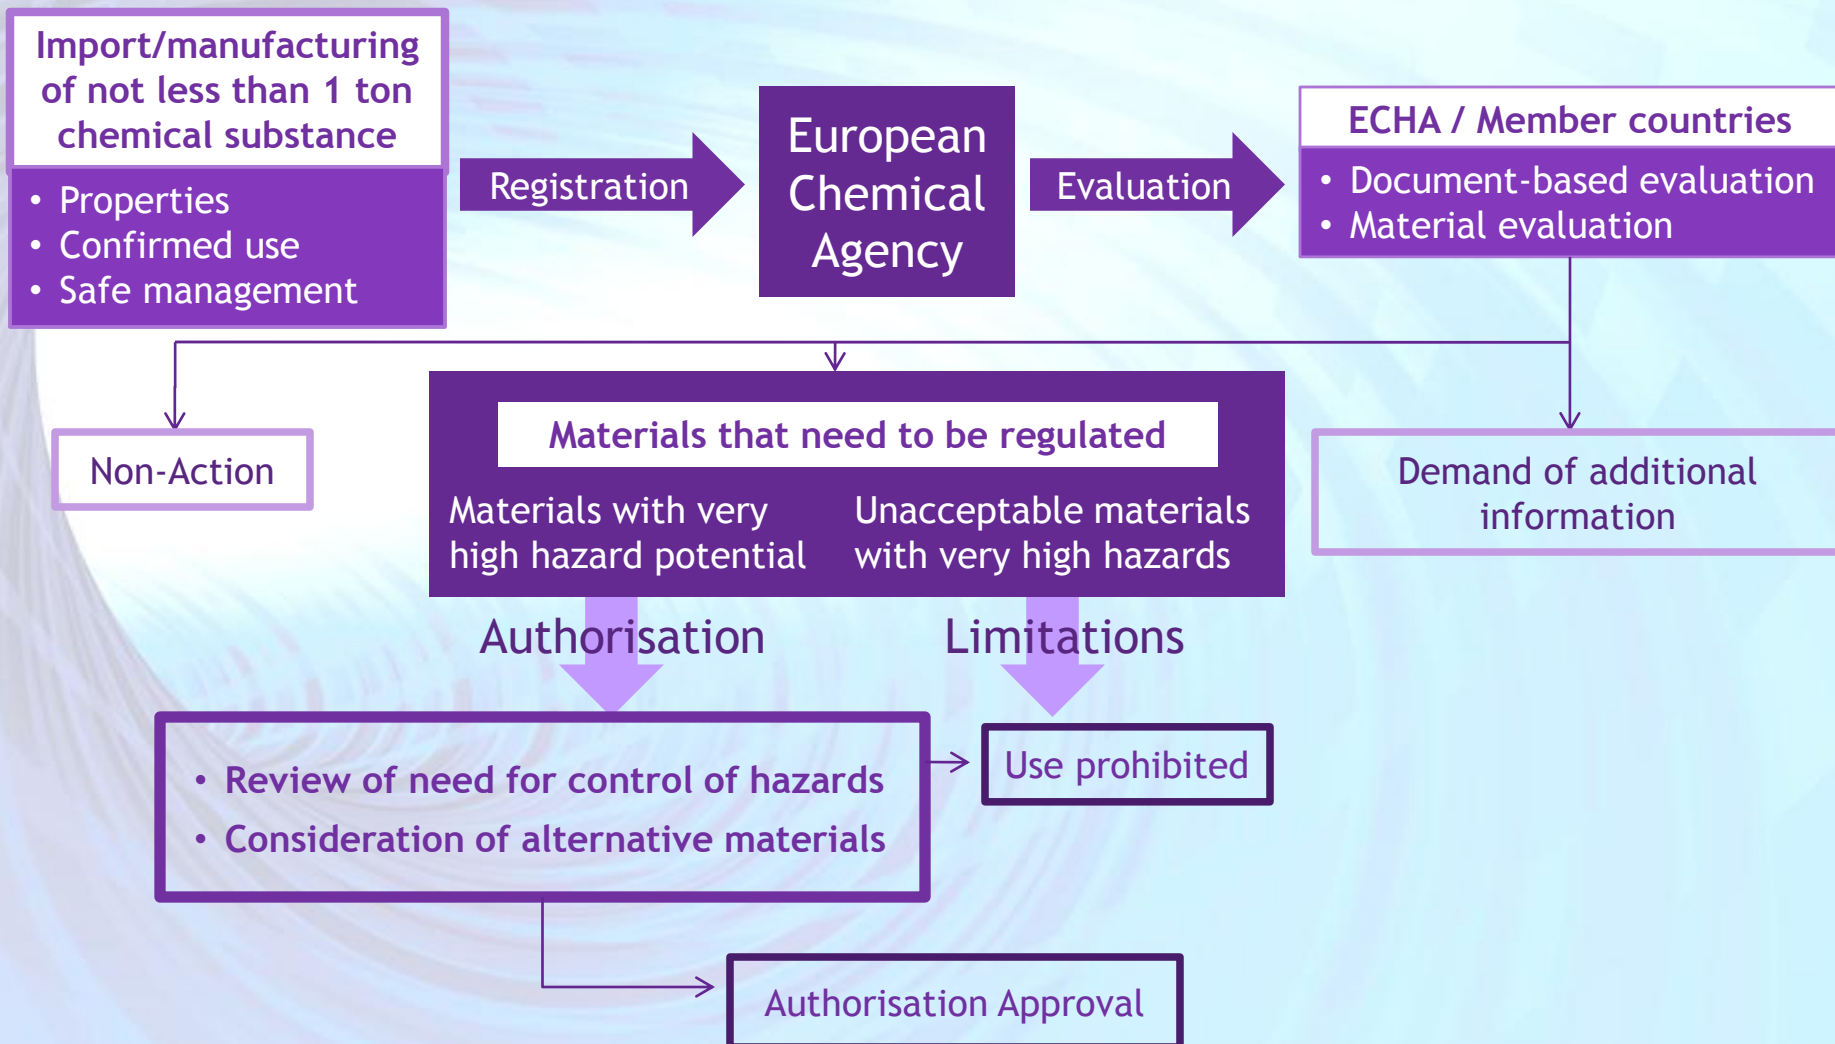 Import/manufacturing
of not less than 1 ton
chemical substance
• Properties
• Confirmed use
• Safe management
Registration
European
Chemical
Agency
Evaluation
ECHA / Member countries
• Document-based evaluation
• Material evaluation
Non-Action
Materials that need to be regulated
Materials with very
high hazard potential
Unacceptable materials
with very high hazards
Demand of additional
information
Authorisation
Limitations
• Review of need for control of hazards
• Consideration of alternative materials
Use prohibited
Authorisation Approval